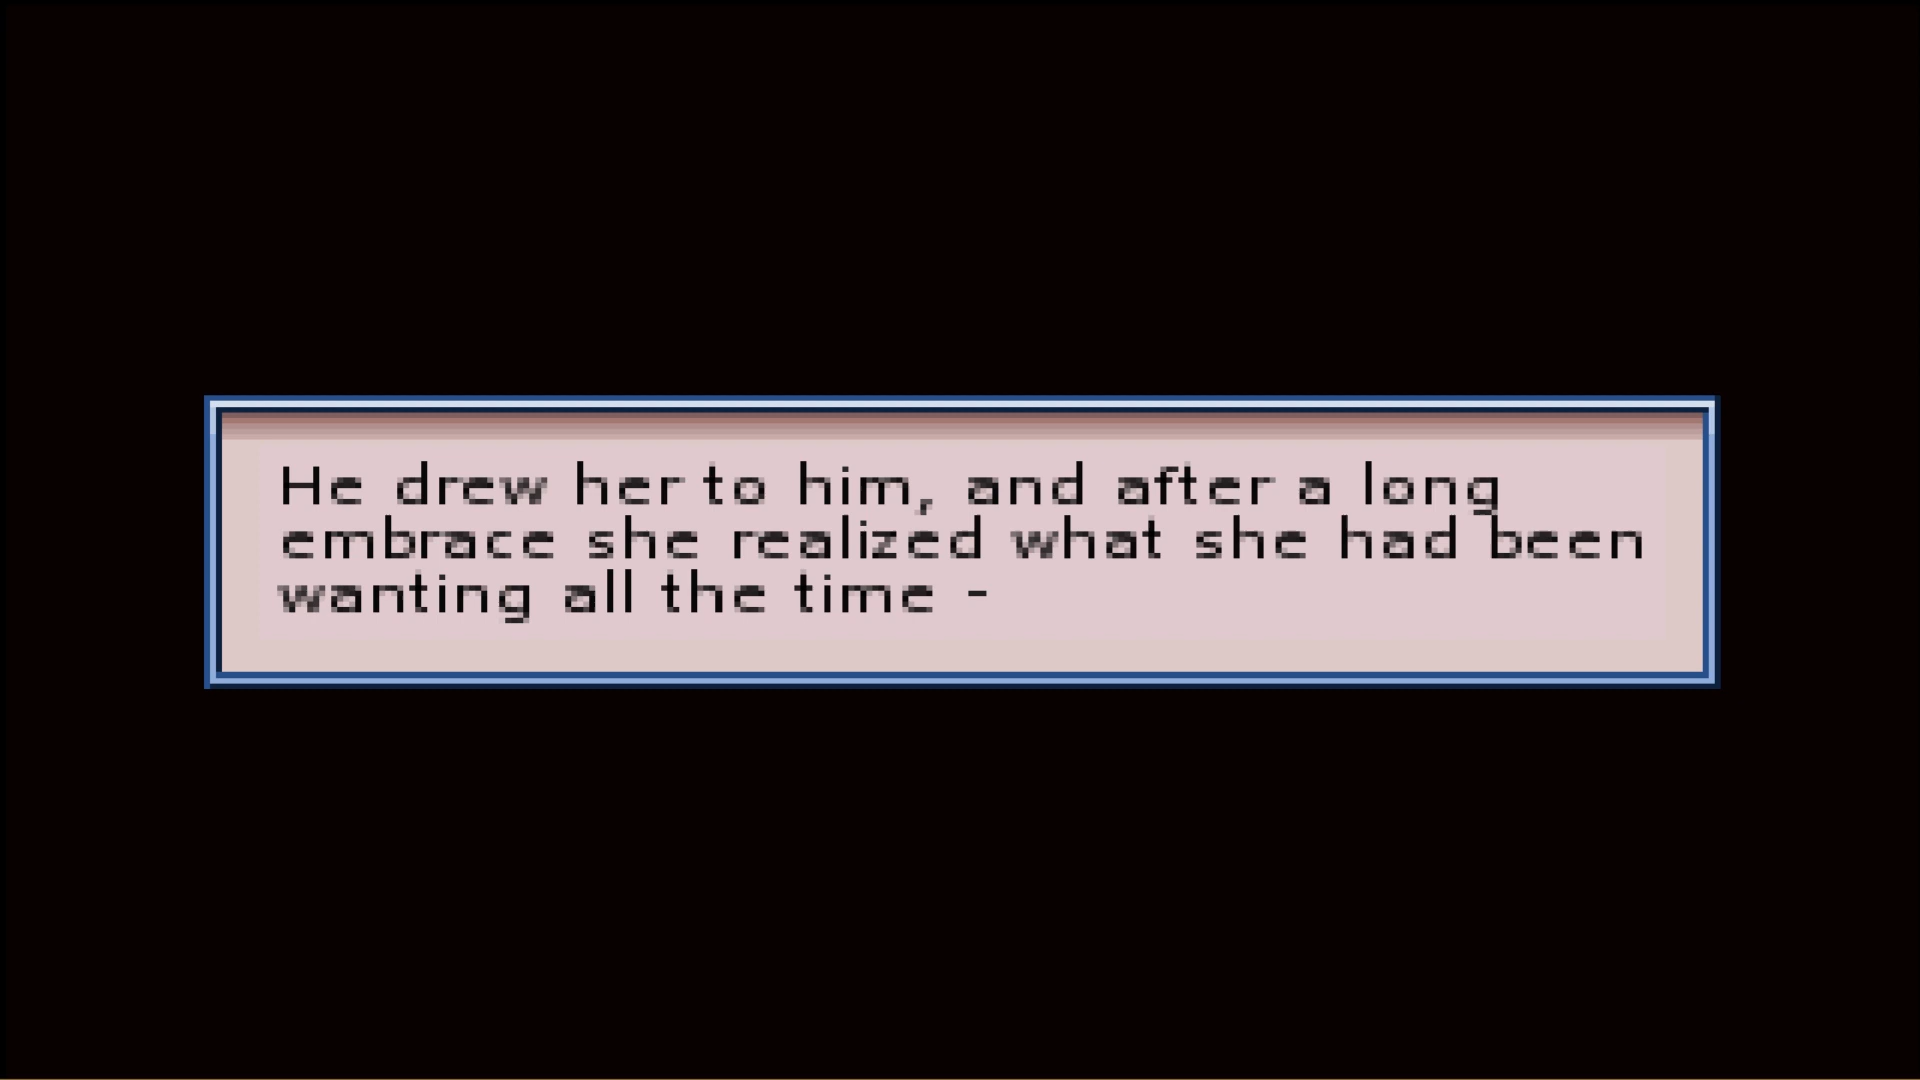 He drew her to him, and after a long
embrace she realized what she had been
wanting all the time -